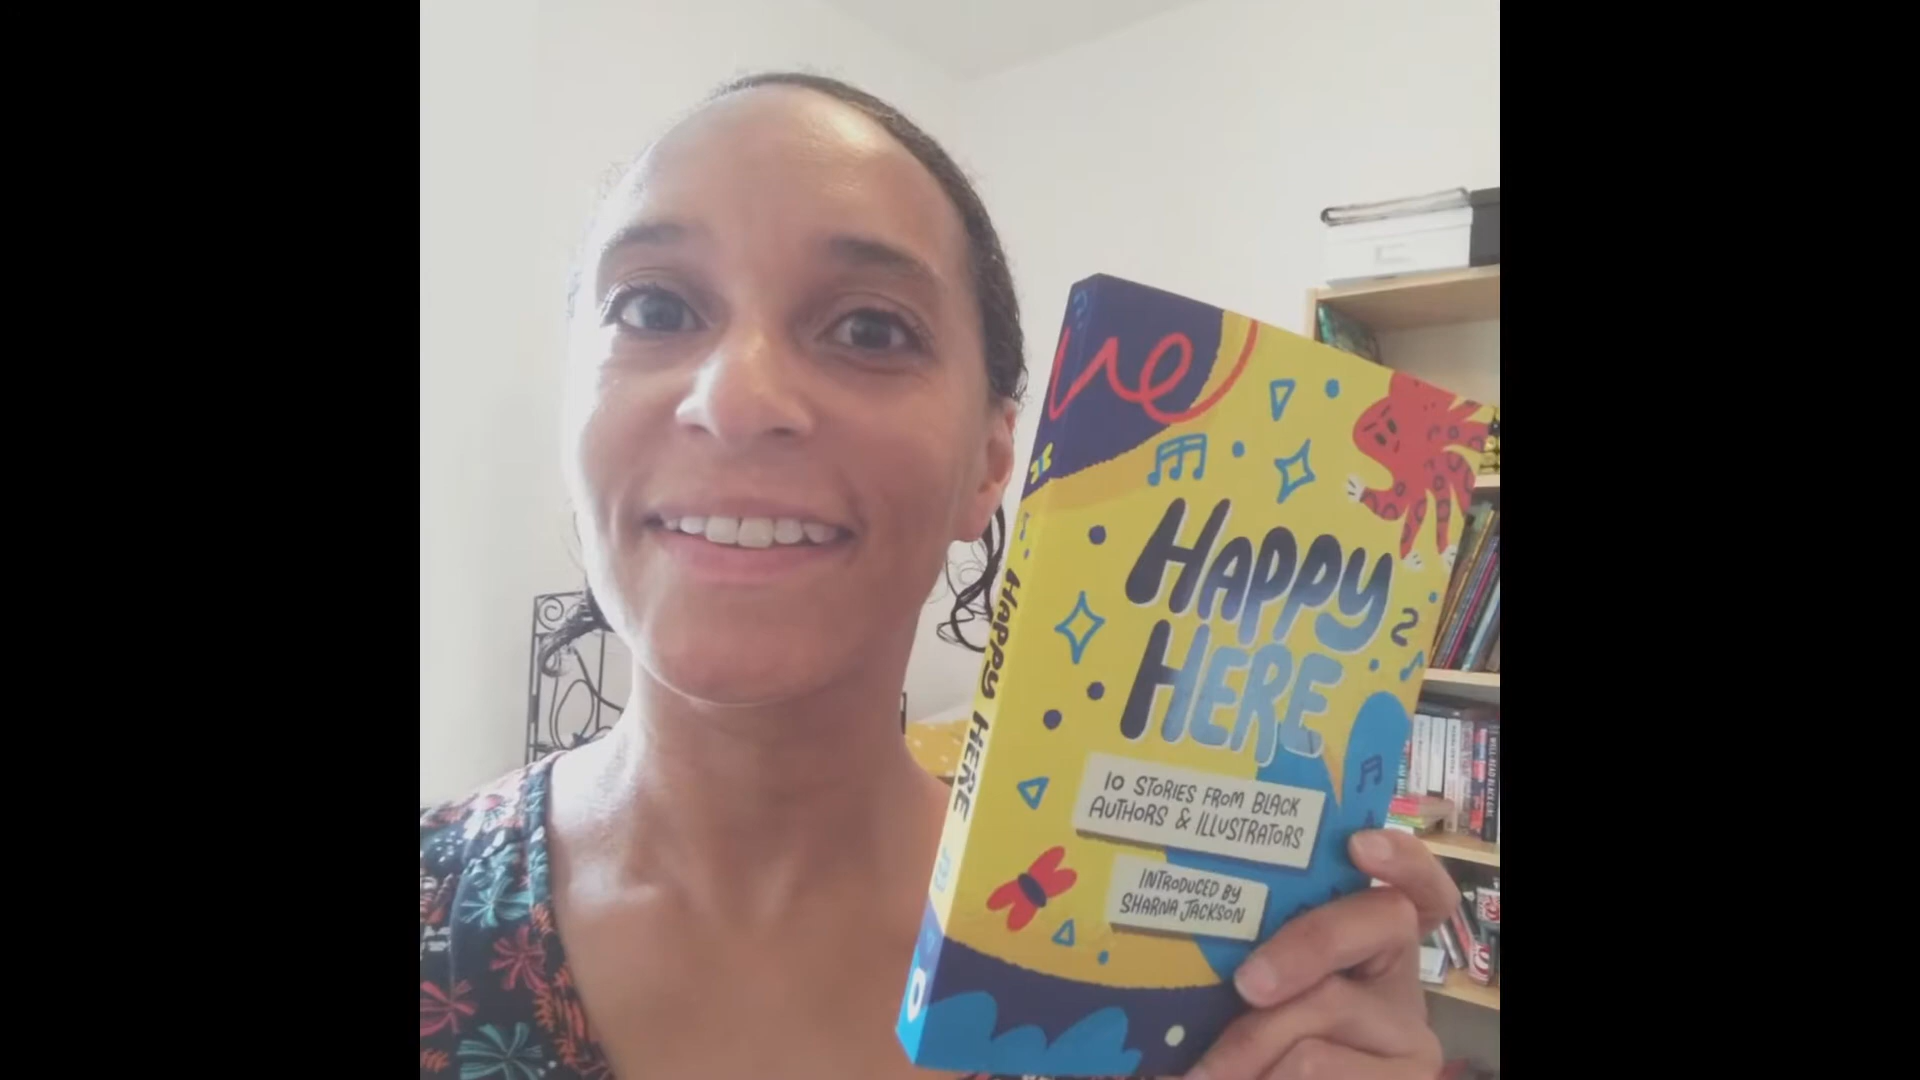 HAPPY
HERE
10 STORIES FROM BLACK
AUTHORS & ILLUSTRATORS
INTRODUCED BY
SHARNA JACKSON
HAPPY HERE